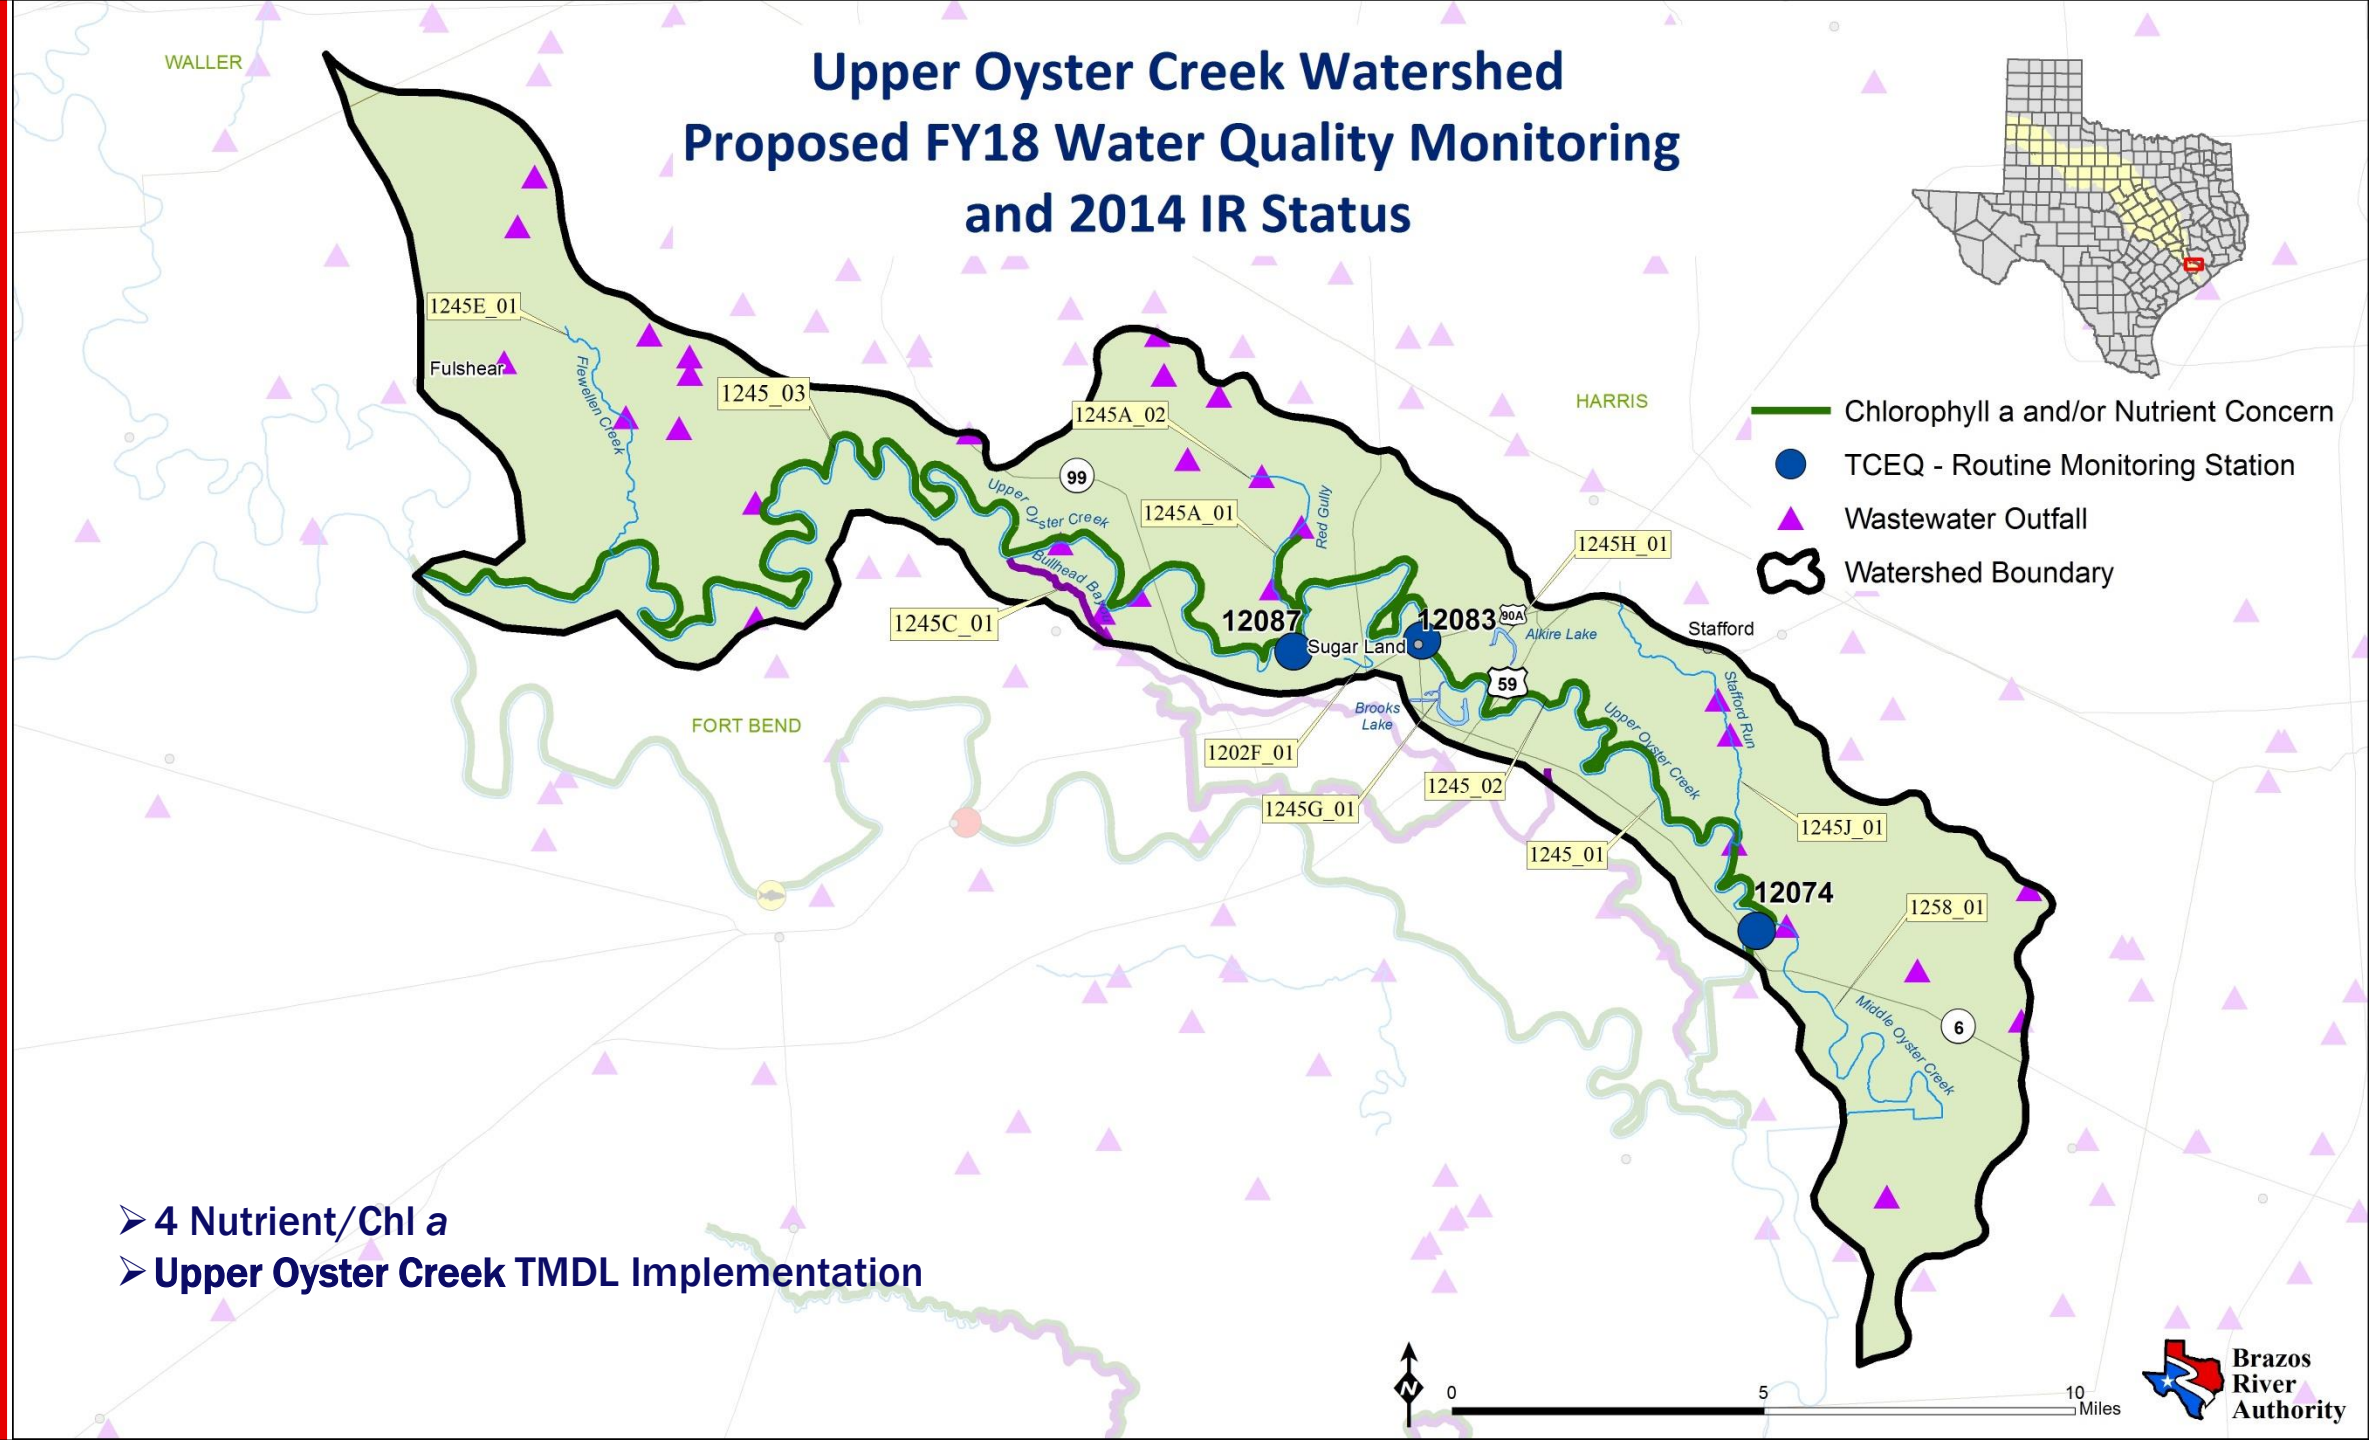 Upper Oyster Creek Watershed
Proposed FY18 Water Quality Monitoring
and 2014 IR Status
WALLER
1245E_01
Fulshear
Flewellen Creek
1245_03
1245A_02
HARRIS
Chlorophyll a and/or Nutrient Concern
TCEQ - Routine Monitoring Station
Wastewater Outfall
Watershed Boundary
99
Upper Oyster Creek
1245A_01
Red Gully
1245H_01
Bullhead Bayou
1245C_01
12087
12083
90A
Alkire Lake
Stafford
Sugar Land
59
Stafford Run
Brooks
Lake
Upper Oyster Creek
FORT BEND
1202F_01
1245G_01
1245_02
1245J_01
1245_01
12074
1258_01
Middle Oyster Creek
6
➢ 4 Nutrient/Chl a
➢ Upper Oyster Creek TMDL Implementation
N
0 5 10
Miles
Brazos
River
Authority